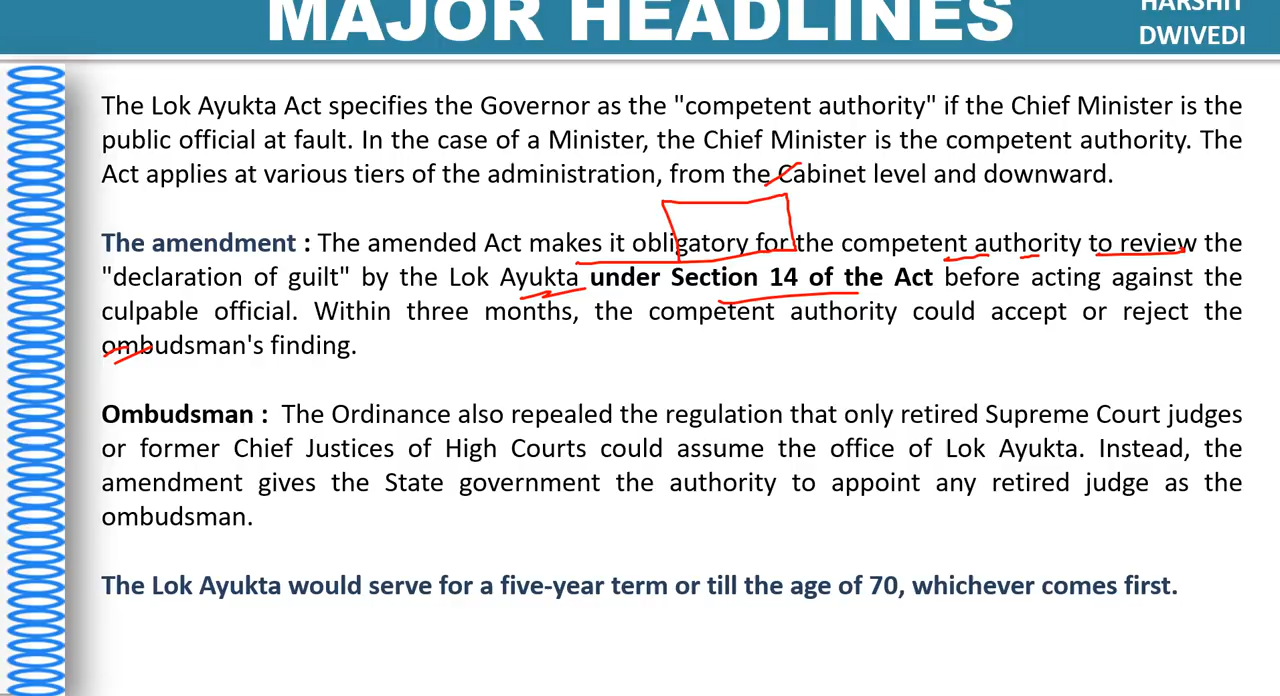 MAJOR HEADLINES
HARSHIT
DWIVEDI
The Lok Ayukta Act specifies the Governor as the "competent authority" if the Chief Minister is the
public official at fault. In the case of a Minister, the Chief Minister is the competent authority. The
Act applies at various tiers of the administration, from the Cabinet level and downward.
The amendment : The amended Act makes it obligatory for the competent authority to review the
"declaration of guilt" by the Lok Ayukta under Section 14 of the Act before acting against the
culpable official. Within three months, the competent authority could accept or reject the
ombudsman's finding.
Ombudsman : The Ordinance also repealed the regulation that only retired Supreme Court judges
or former Chief Justices of High Courts could assume the office of Lok Ayukta. Instead, the
amendment gives the State government the authority to appoint any retired judge as the
ombudsman.
The Lok Ayukta would serve for a five-year term or till the age of 70, whichever comes first.